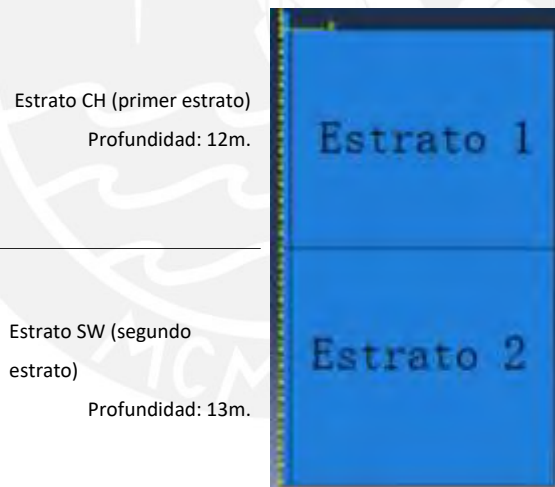 Estrato CH (primer estrato)
Profundidad: 12m.
Estrato 1
Estrato SW (segundo
estrato)
Profundidad: 13m.
Estrato 2